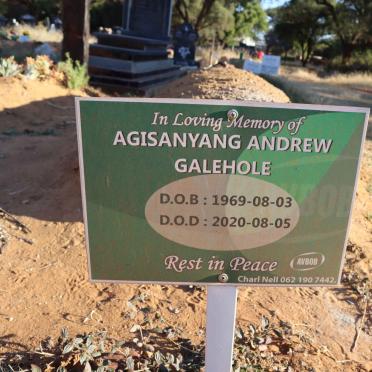 In Loving Memory of
AGISANYANG ANDREW
GALEHOLE
D.O.B : 1969-08-03
D.O.D : 2020-08-05
Rest in Peace
AVBOB
Charl Nell 062 190 7442